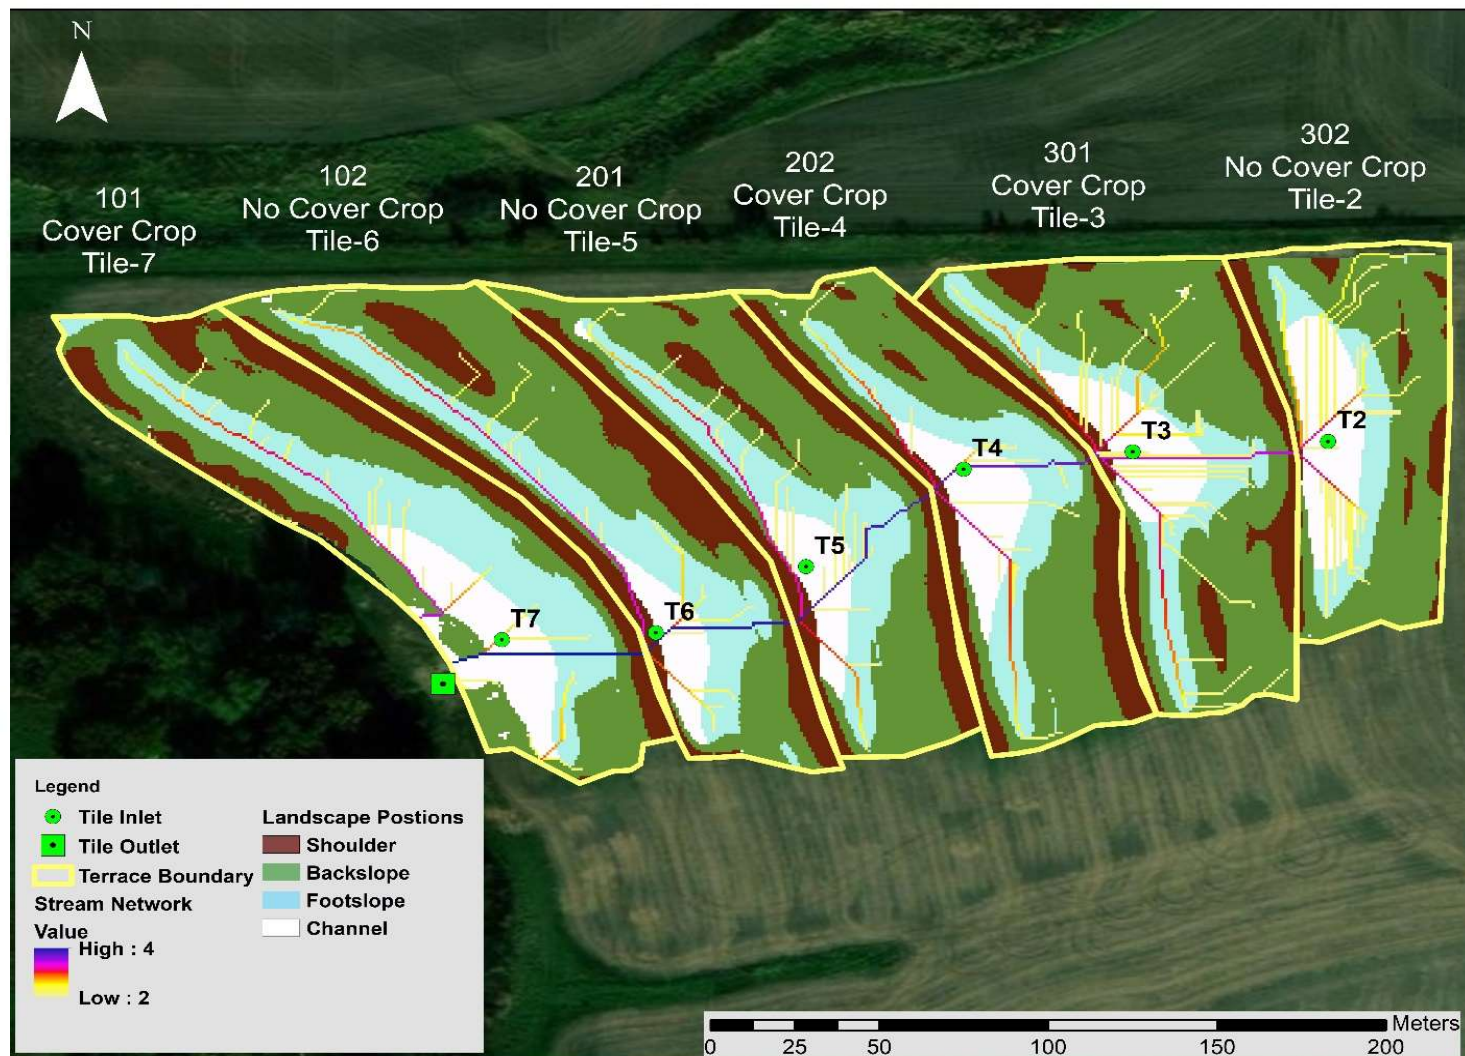 N
101
Cover Crop
Tile-7
102
No Cover Crop
Tile-6
201
No Cover Crop
Tile-5
202
Cover Crop
Tile-4
301
Cover Crop
Tile-3
302
No Cover Crop
Tile-2
T2
T3
T4
T5
T6
T7
Legend
Tile Inlet
Tile Outlet
Terrace Boundary
Stream Network
Value
High : 4
Low : 2
Landscape Postions
Shoulder
Backslope
Footslope
Channel
Meters
0 25 50 100 150 200